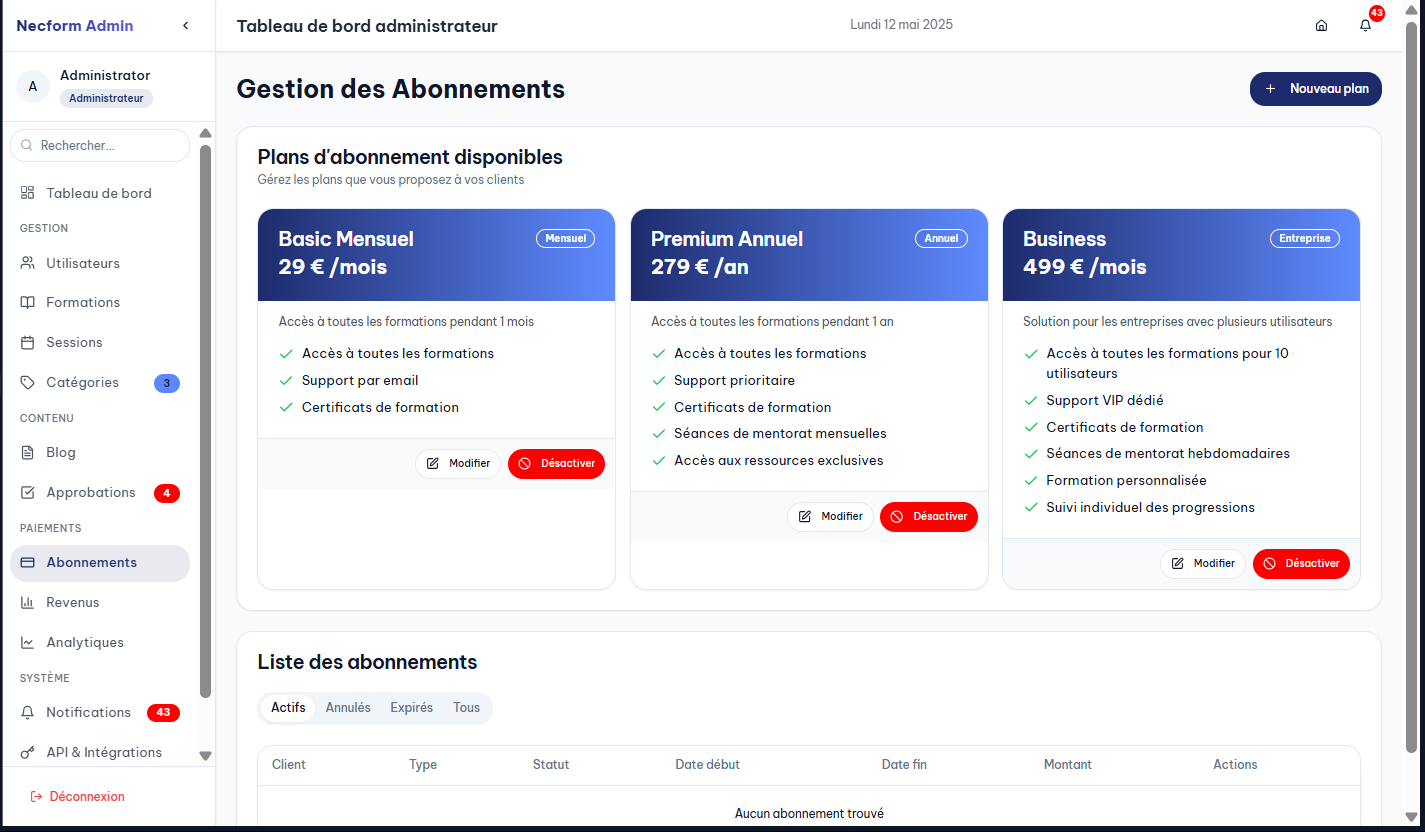 Necform Admin
Tableau de bord administrateur
Lundi 12 mai 2025
43
A
Administrator
Administrateur
Rechercher...
Tableau de bord
GESTION
Utilisateurs
Formations
Sessions
Catégories
3
CONTENU
Blog
Approbations
4
PAIEMENTS
Abonnements
Revenus
Analytiques
SYSTÈME
Notifications
43
API & Intégrations
Déconnexion
Gestion des Abonnements
Nouveau plan
Plans d'abonnement disponibles
Gérez les plans que vous proposez à vos clients
Basic Mensuel
Mensuel
29 € /mois
Accès à toutes les formations pendant 1 mois
Accès à toutes les formations
Support par email
Certificats de formation
Modifier
Désactiver
Premium Annuel
Annuel
279 € /an
Accès à toutes les formations pendant 1 an
Accès à toutes les formations
Support prioritaire
Certificats de formation
Séances de mentorat mensuelles
Accès aux ressources exclusives
Modifier
Désactiver
Business
Entreprise
499 € /mois
Solution pour les entreprises avec plusieurs utilisateurs
Accès à toutes les formations pour 10
utilisateurs
Support VIP dédié
Certificats de formation
Séances de mentorat hebdomadaires
Formation personnalisée
Suivi individuel des progressions
Modifier
Désactiver
Liste des abonnements
Actifs
Annulés
Expirés
Tous
Client
Type
Statut
Date début
Date fin
Montant
Actions
Aucun abonnement trouvé